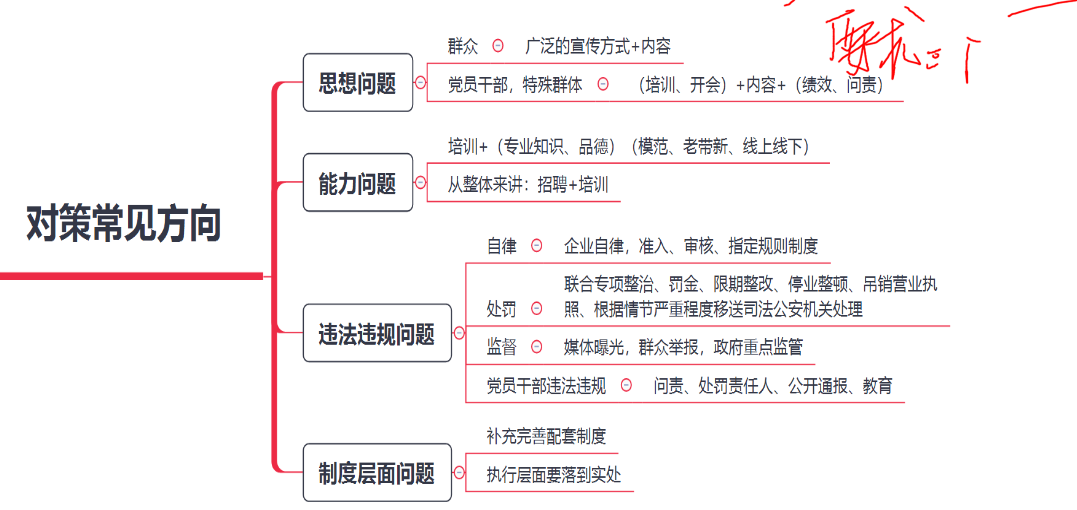 对策常见方向
思想问题
群众 广泛的宣传方式+内容
党员干部，特殊群体 （培训、开会）+内容+（绩效、问责）
能力问题
培训+（专业知识、品德）（模范、老带新、线上线下）
从整体来讲：招聘+培训
违法违规问题
自律 企业自律，准入、审核、指定规则制度
处罚 联合专项整治、罚金、限期整改、停业整顿、吊销营业执
照、根据情节严重程度移送司法公安机关处理
监督 媒体曝光，群众举报，政府重点监管
党员干部违法违规 问责、处罚责任人、公开通报、教育
制度层面问题
补充完善配套制度
执行层面要落到实处